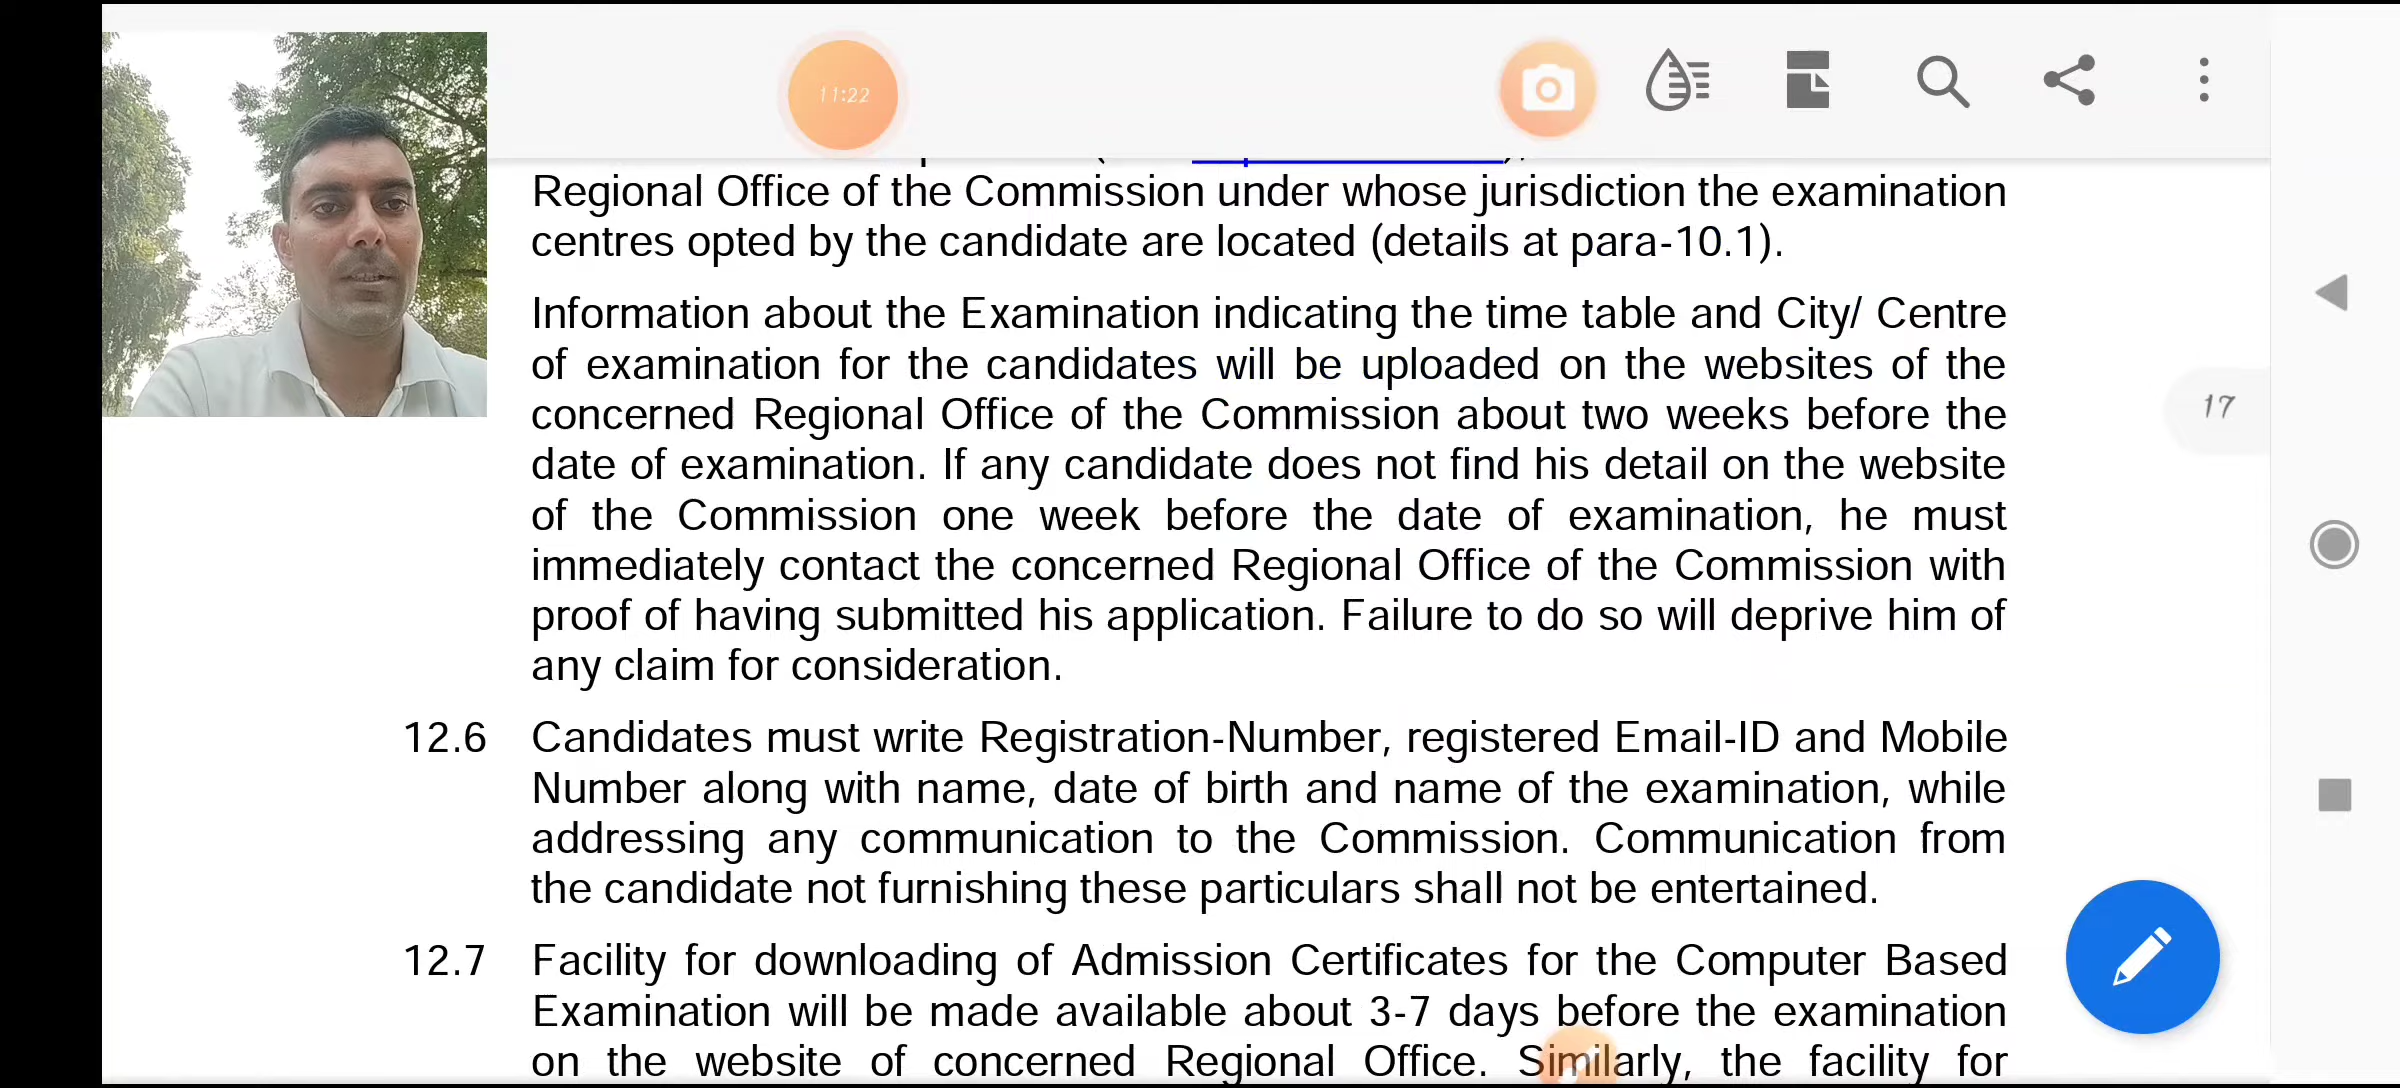 11:22
Regional Office of the Commission under whose jurisdiction the examination
centres opted by the candidate are located (details at para-10.1).
Information about the Examination indicating the time table and City/ Centre
of examination for the candidates will be uploaded on the websites of the
concerned Regional Office of the Commission about two weeks before the
date of examination. If any candidate does not find his detail on the website
of the Commission one week before the date of examination, he must
immediately contact the concerned Regional Office of the Commission with
proof of having submitted his application. Failure to do so will deprive him of
any claim for consideration.
17
12.6 Candidates must write Registration-Number, registered Email-ID and Mobile
Number along with name, date of birth and name of the examination, while
addressing any communication to the Commission. Communication from
the candidate not furnishing these particulars shall not be entertained.
12.7 Facility for downloading of Admission Certificates for the Computer Based
Examination will be made available about 3-7 days before the examination
on the website of concerned Regional Office. Similarly, the facility for